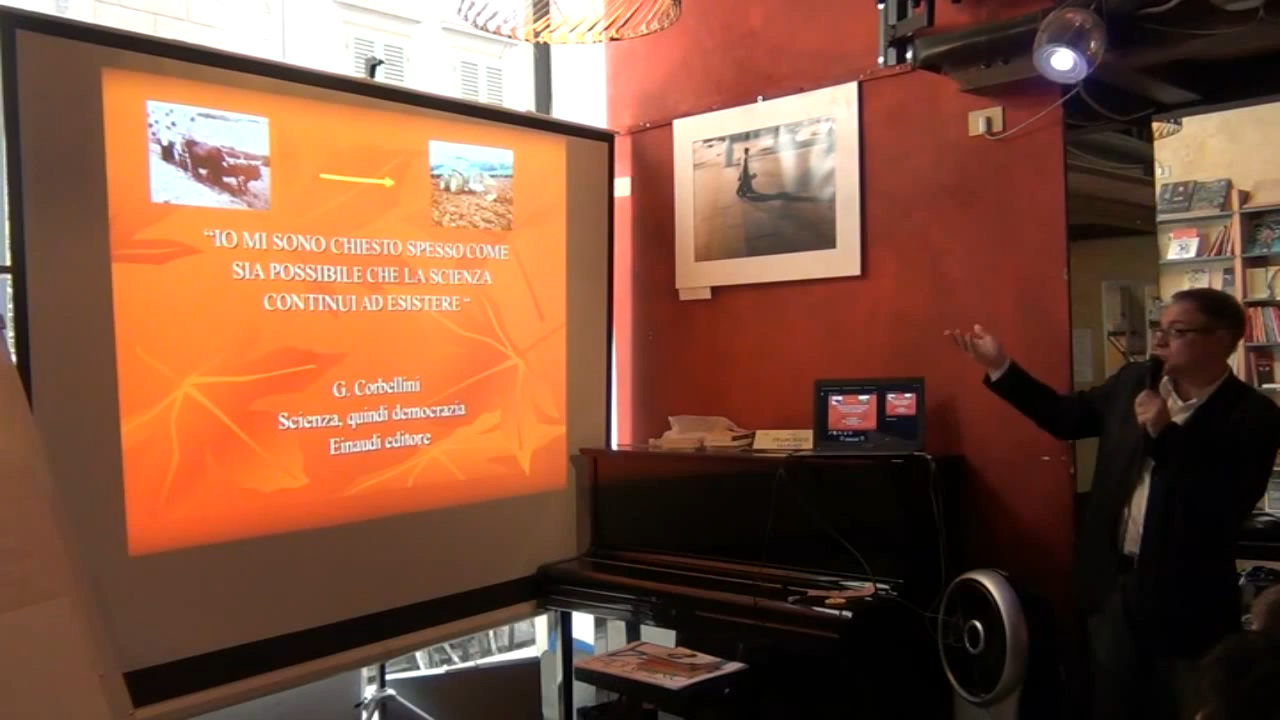 “IO MI SONO CHIESTO SPESSO COME
SIA POSSIBILE CHE LA SCIENZA
CONTINUI AD ESISTERE “
G. Corbellini
Scienza, quindi democrazia
Einaudi editore